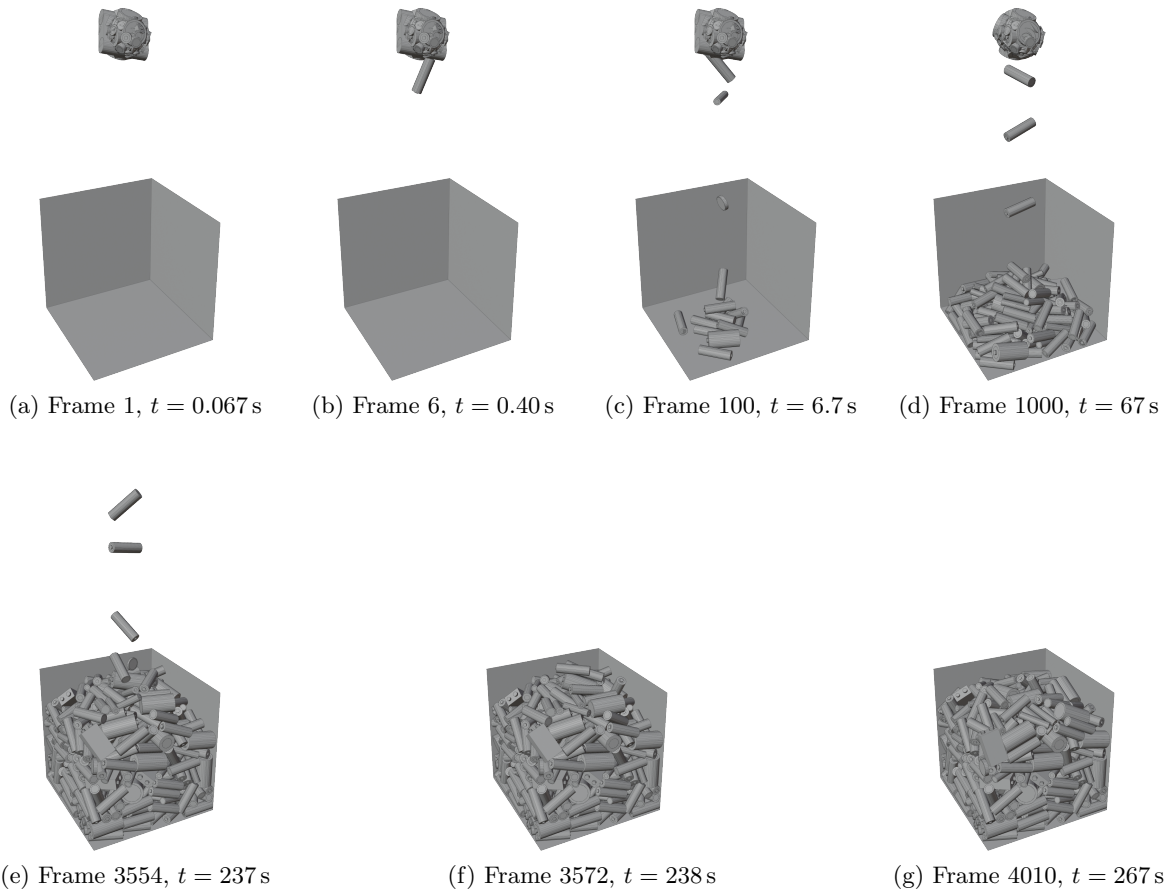 (a) Frame 1, t = 0.067 s
(b) Frame 6, t = 0.40 s
(c) Frame 100, t = 6.7 s
(d) Frame 1000, t = 67 s
(e) Frame 3554, t = 237 s
(f) Frame 3572, t = 238 s
(g) Frame 4010, t = 267 s